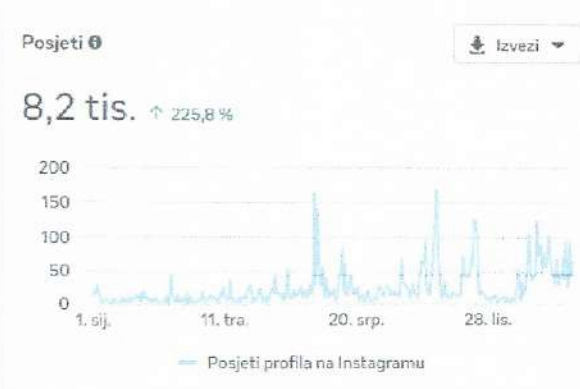 Posjeti
Izvezi
8,2 tis. ↑ 225,8 %
200
150
100
50
0
1. sij. 11. tra. 20. srp. 28. lis.
Posjeti profila na Instagramu